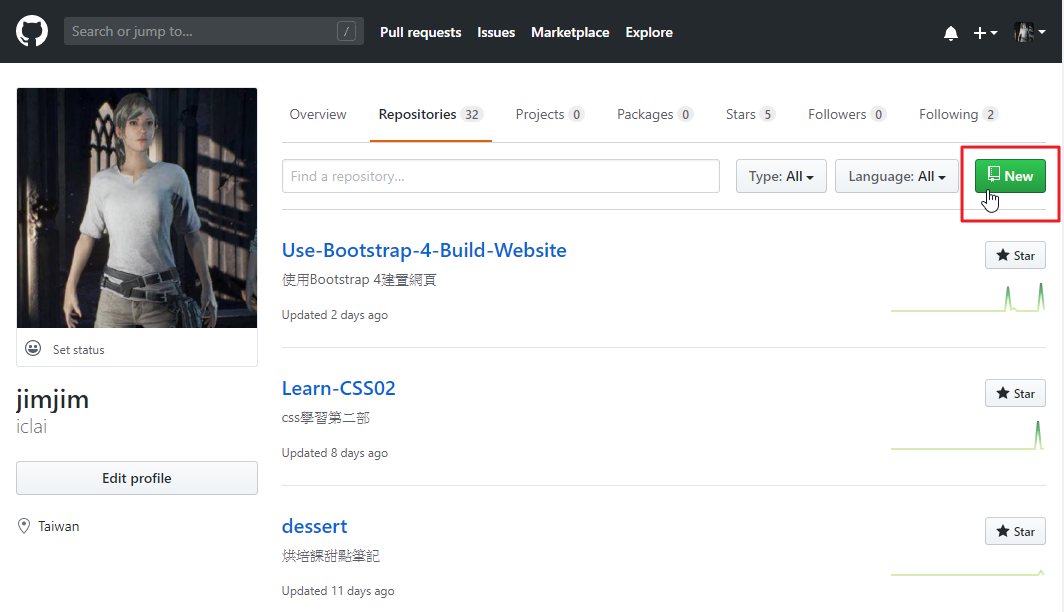 Search or jump to... / Pull requests Issues Marketplace Explore
Overview Repositories 32 Projects 0 Packages 0 Stars 5 Followers 0 Following 2
Find a repository... Type: All Language: All New
Use-Bootstrap-4-Build-Website
Star
使用Bootstrap 4建置網頁
Updated 2 days ago
Set status
jimjim
iclai
Edit profile
Taiwan
Learn-CSS02
Star
css學習第二部
Updated 8 days ago
dessert
Star
烘培課甜點筆記
Updated 11 days ago